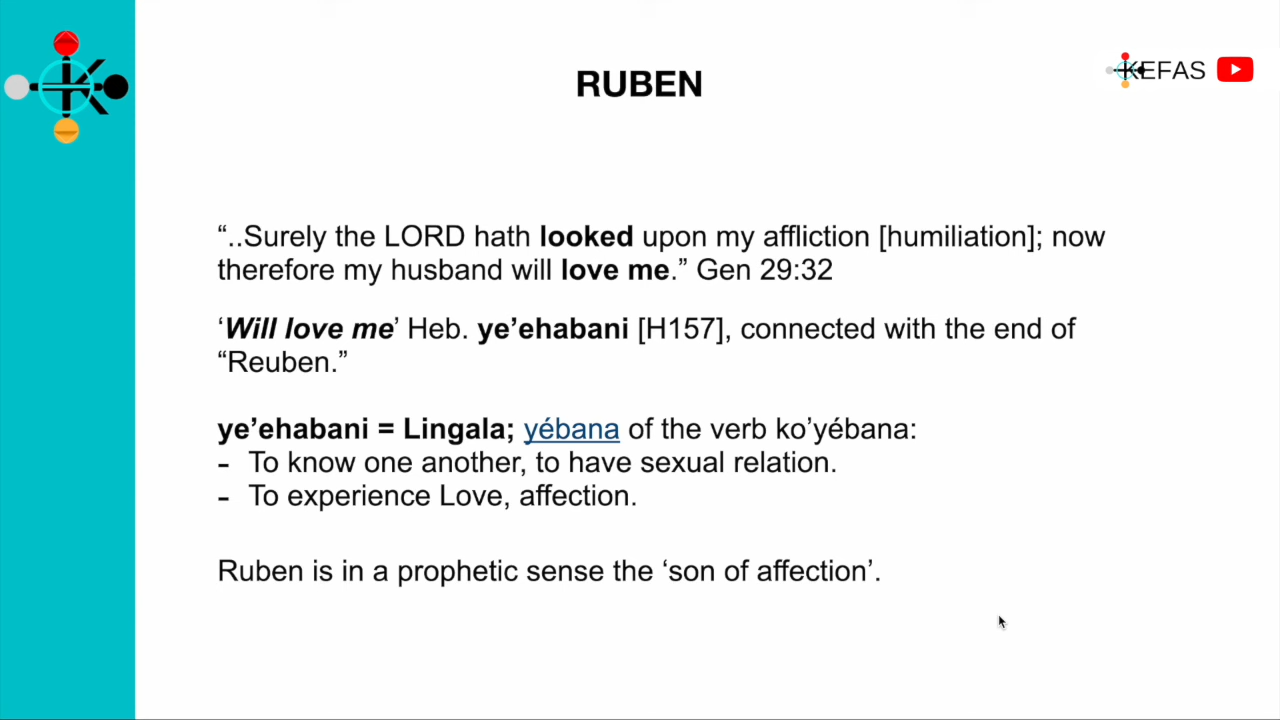 RUBEN
KEFAS
“..Surely the LORD hath looked upon my affliction [humiliation]; now
therefore my husband will love me.” Gen 29:32
‘Will love me’ Heb. ye’ehabani [H157], connected with the end of
“Reuben.”
ye’ehabani = Lingala; yébana of the verb ko’yébana:
- To know one another, to have sexual relation.
- To experience Love, affection.
Ruben is in a prophetic sense the ‘son of affection’.